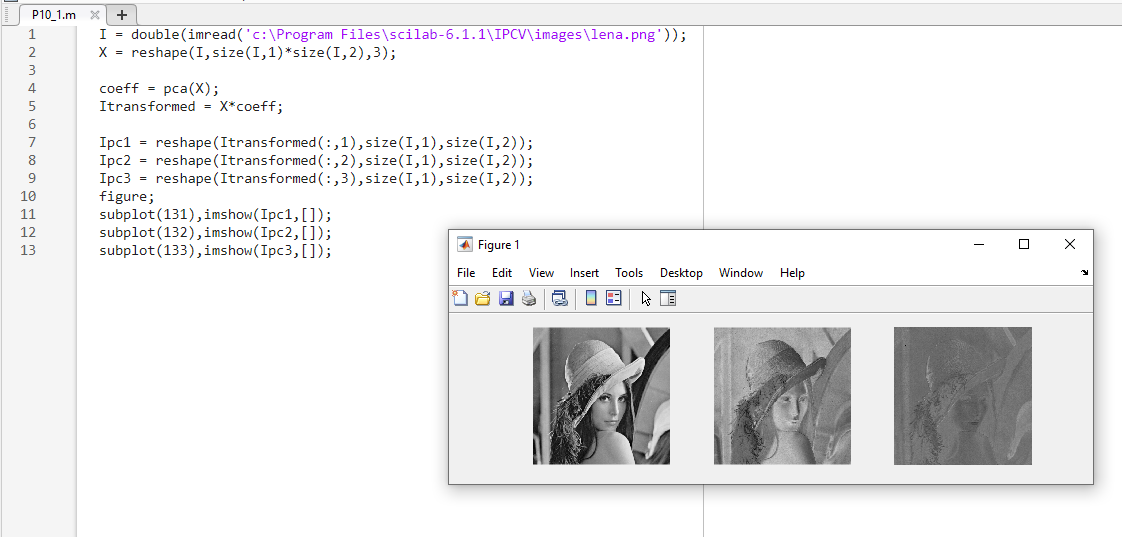 P10_1.m
1 I = double(imread('c:\Program Files\scilab-6.1.1\IPCV\images\lena.png'));
2 X = reshape(I,size(I,1)*size(I,2),3);
3
4 coeff = pca(X);
5 Itransformed = X*coeff;
6
7 Ipc1 = reshape(Itransformed(:,1),size(I,1),size(I,2));
8 Ipc2 = reshape(Itransformed(:,2),size(I,1),size(I,2));
9 Ipc3 = reshape(Itransformed(:,3),size(I,1),size(I,2));
10 figure;
11 subplot(131),imshow(Ipc1,[]);
12 subplot(132),imshow(Ipc2,[]);
13 subplot(133),imshow(Ipc3,[]);
Figure 1
File Edit View Insert Tools Desktop Window Help